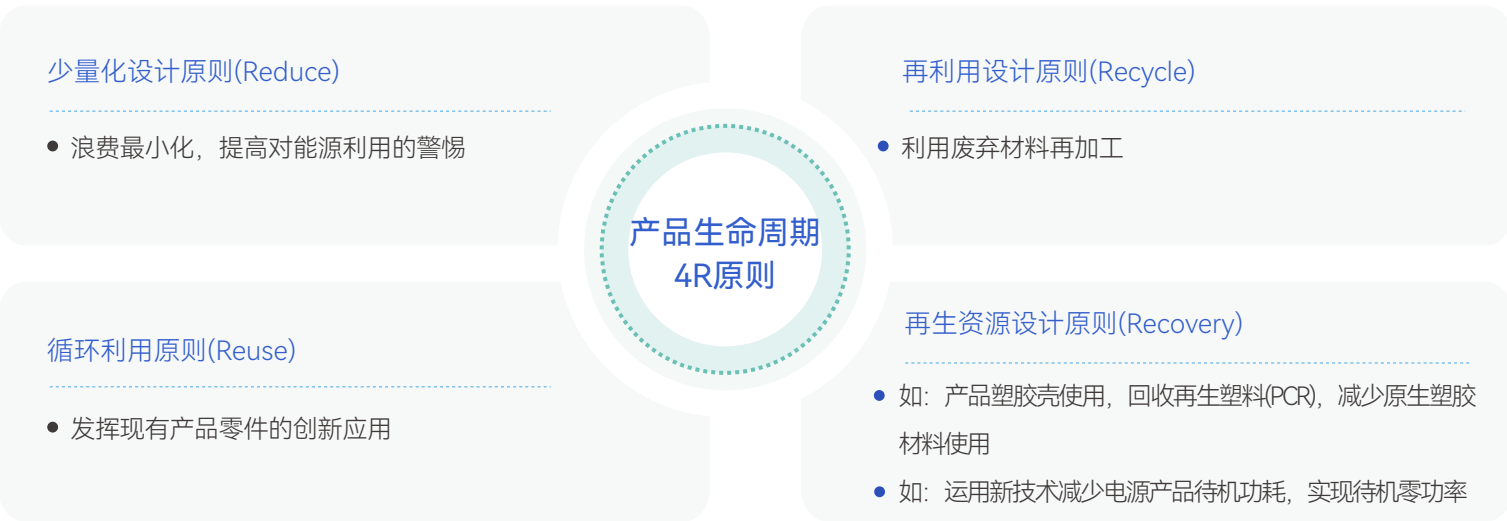 少量化设计原则(Reduce)
浪费最小化，提高对能源利用的警惕
再利用设计原则(Recycle)
利用废弃材料再加工
产品生命周期
4R原则
循环利用原则(Reuse)
发挥现有产品零件的创新应用
再生资源设计原则(Recovery)
如：产品塑胶壳使用，回收再生塑料(PCR)，减少原生塑胶
材料使用
如：运用新技术减少电源产品待机功耗，实现待机零功率